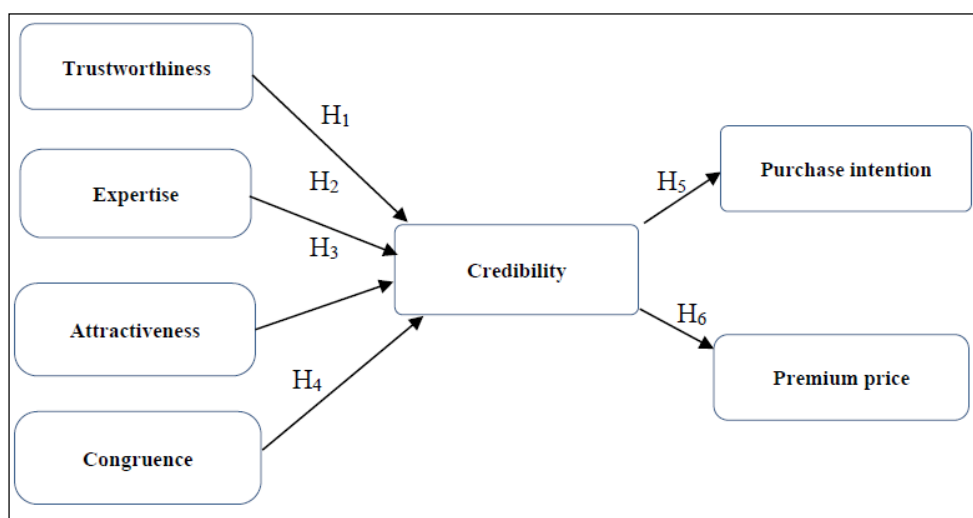 Trustworthiness
H₁
Expertise
H₂
H₃
Attractiveness
H₄
Congruence
Credibility
H₅
Purchase intention
H₆
Premium price